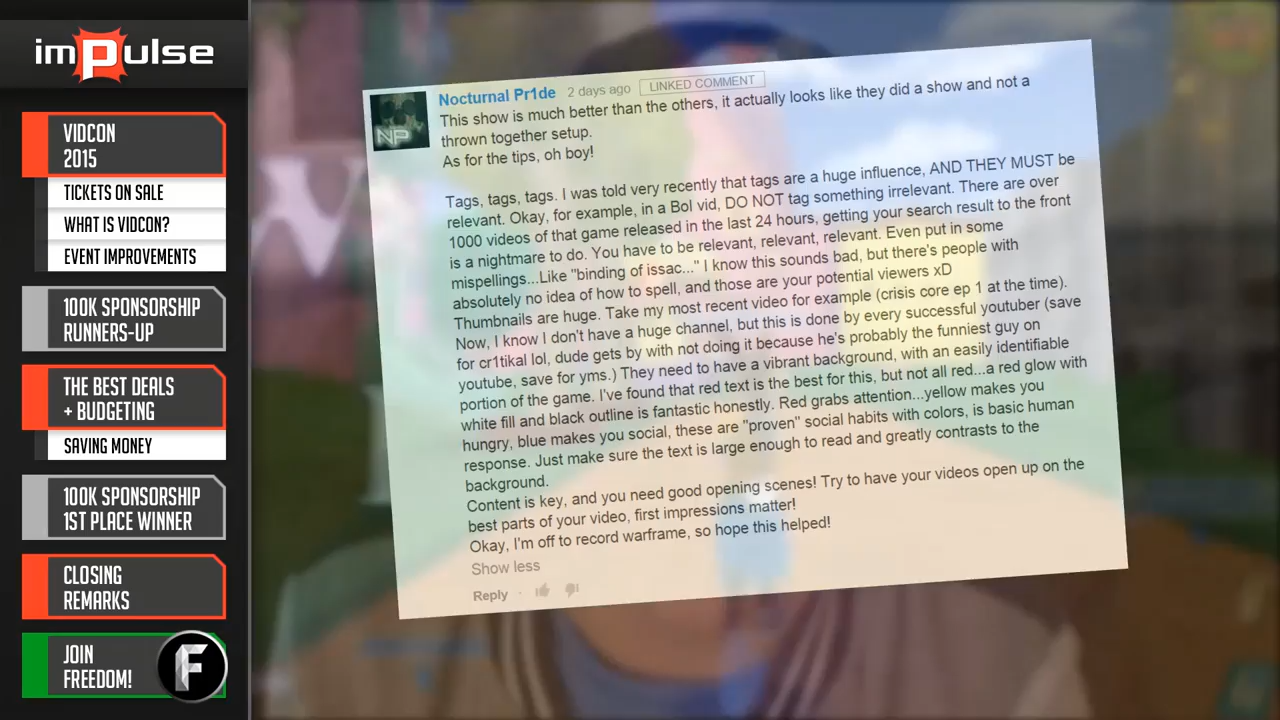 imPulse
VIDCON
2015
TICKETS ON SALE
WHAT IS VIDCON?
EVENT IMPROVEMENTS
100K SPONSORSHIP
RUNNERS-UP
THE BEST DEALS
+ BUDGETING
SAVING MONEY
100K SPONSORSHIP
1ST PLACE WINNER
CLOSING
REMARKS
JOIN
FREEDOM!
F
NP
Nocturnal Pr1de 2 days ago LINKED COMMENT
This show is much better than the others, it actually looks like they did a show and not a
thrown together setup.
As for the tips, oh boy!
Tags, tags, tags. I was told very recently that tags are a huge influence, AND THEY MUST be
relevant. Okay, for example, in a BoI vid, DO NOT tag something irrelevant. There are over
1000 videos of that game released in the last 24 hours, getting your search result to the front
is a nightmare to do. You have to be relevant, relevant, relevant. Even put in some
mispellings...Like "binding of issac..." I know this sounds bad, but there's people with
absolutely no idea of how to spell, and those are your potential viewers xD
Thumbnails are huge. Take my most recent video for example (crisis core ep 1 at the time).
Now, I know I don't have a huge channel, but this is done by every successful youtuber (save
for cr1tikal lol, dude gets by with not doing it because he's probably the funniest guy on
youtube, save for yms.) They need to have a vibrant background, with an easily identifiable
portion of the game. I've found that red text is the best for this, but not all red...a red glow with
white fill and black outline is fantastic honestly. Red grabs attention...yellow makes you
hungry, blue makes you social, these are "proven" social habits with colors, is basic human
response. Just make sure the text is large enough to read and greatly contrasts to the
background.
Content is key, and you need good opening scenes! Try to have your videos open up on the
best parts of your video, first impressions matter!
Okay, I'm off to record warframe, so hope this helped!
Show less
Reply